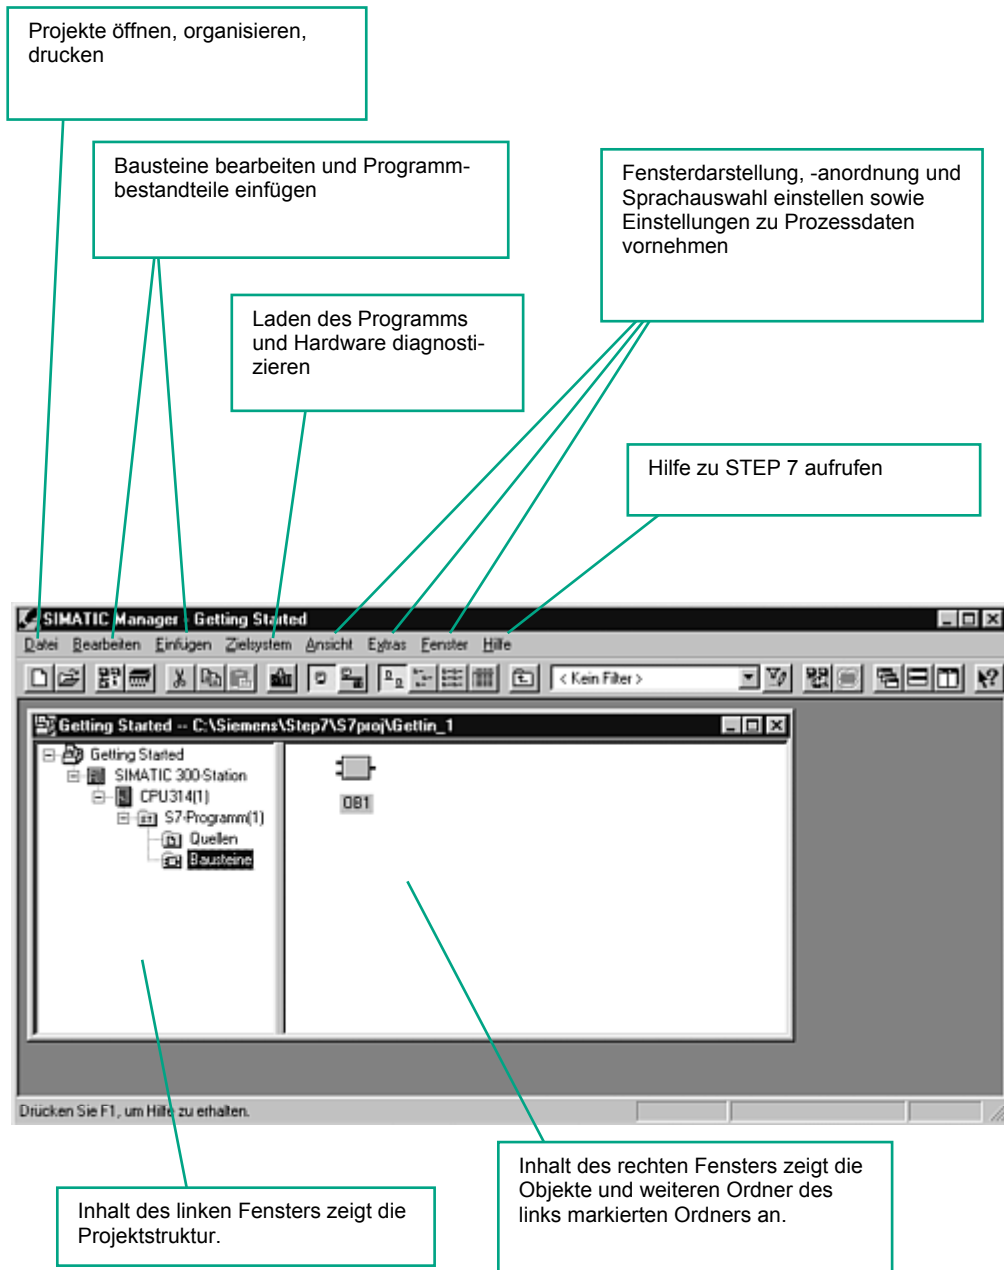 Projekte öffnen, organisieren,
drucken
Bausteine bearbeiten und Programm-
bestandteile einfügen
Fensterdarstellung, -anordnung und
Sprachauswahl einstellen sowie
Einstellungen zu Prozessdaten
vornehmen
Laden des Programms
und Hardware diagnosti-
zieren
Hilfe zu STEP 7 aufrufen
SIMATIC Manager - Getting Started
Datei Bearbeiten Einfügen Zielsystem Ansicht Extras Fenster Hilfe
< Kein Filter >
Getting Started -- C:\Siemens\Step7\S7proj\Gettin_1
Getting Started
SIMATIC 300-Station
CPU314(1)
S7-Programm(1)
Quellen
Bausteine
OB1
Drücken Sie F1, um Hilfe zu erhalten.
Inhalt des linken Fensters zeigt die
Projektstruktur.
Inhalt des rechten Fensters zeigt die
Objekte und weiteren Ordner des
links markierten Ordners an.